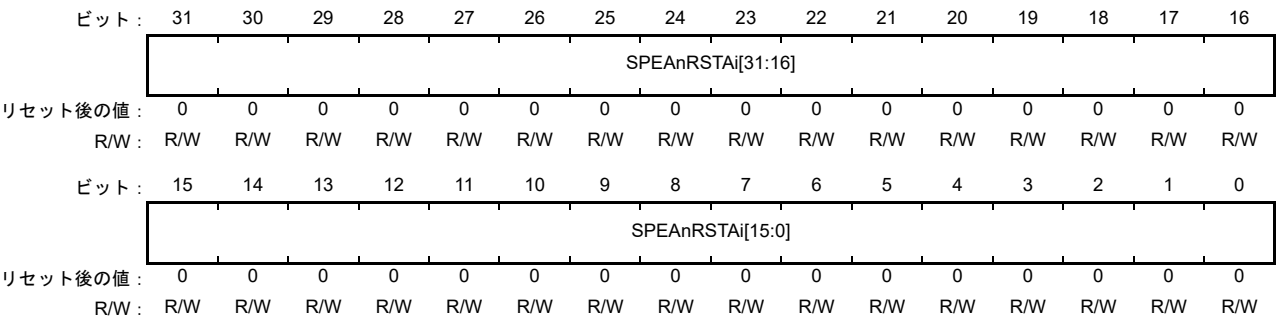 ビット： 31 30 29 28 27 26 25 24 23 22 21 20 19 18 17 16
SPEAnRSTAi[31:16]
リセット後の値： 0 0 0 0 0 0 0 0 0 0 0 0 0 0 0 0
R/W： R/W R/W R/W R/W R/W R/W R/W R/W R/W R/W R/W R/W R/W R/W R/W R/W
ビット： 15 14 13 12 11 10 9 8 7 6 5 4 3 2 1 0
SPEAnRSTAi[15:0]
リセット後の値： 0 0 0 0 0 0 0 0 0 0 0 0 0 0 0 0
R/W： R/W R/W R/W R/W R/W R/W R/W R/W R/W R/W R/W R/W R/W R/W R/W R/W